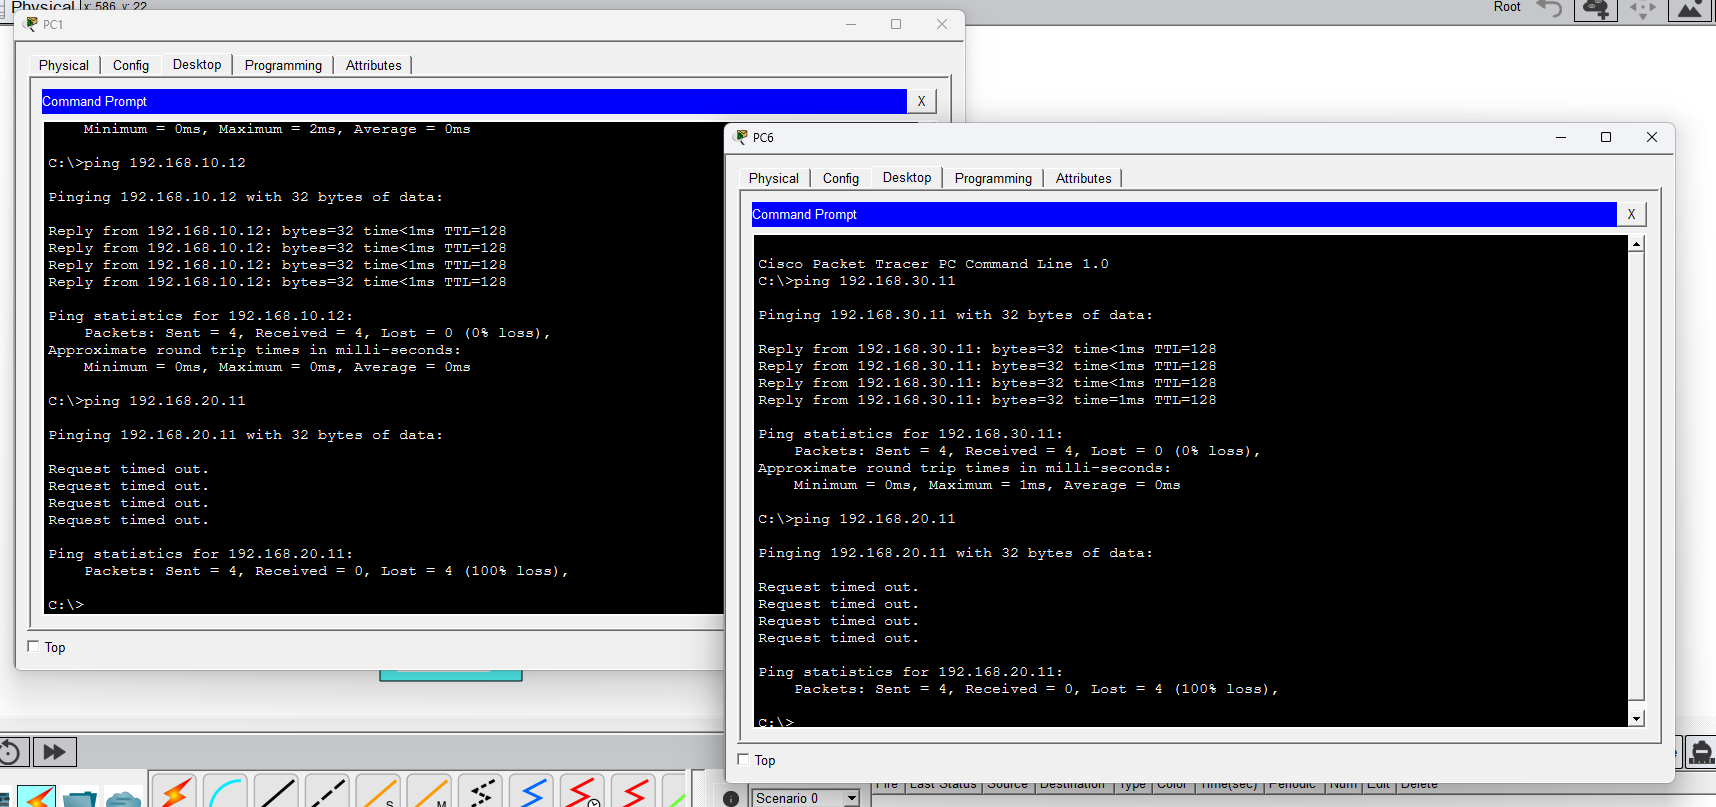 Physical x: 586, y: 22
Root
PC1
Physical Config Desktop Programming Attributes
Command Prompt X
Minimum = 0ms, Maximum = 2ms, Average = 0ms
C:\>ping 192.168.10.12
Pinging 192.168.10.12 with 32 bytes of data:
Reply from 192.168.10.12: bytes=32 time<1ms TTL=128
Reply from 192.168.10.12: bytes=32 time<1ms TTL=128
Reply from 192.168.10.12: bytes=32 time<1ms TTL=128
Reply from 192.168.10.12: bytes=32 time<1ms TTL=128
Ping statistics for 192.168.10.12:
Packets: Sent = 4, Received = 4, Lost = 0 (0% loss),
Approximate round trip times in milli-seconds:
Minimum = 0ms, Maximum = 0ms, Average = 0ms
C:\>ping 192.168.20.11
Pinging 192.168.20.11 with 32 bytes of data:
Request timed out.
Request timed out.
Request timed out.
Request timed out.
Ping statistics for 192.168.20.11:
Packets: Sent = 4, Received = 0, Lost = 4 (100% loss),
C:\>
Top
PC6
Physical Config Desktop Programming Attributes
Command Prompt X
Cisco Packet Tracer PC Command Line 1.0
C:\>ping 192.168.30.11
Pinging 192.168.30.11 with 32 bytes of data:
Reply from 192.168.30.11: bytes=32 time<1ms TTL=128
Reply from 192.168.30.11: bytes=32 time<1ms TTL=128
Reply from 192.168.30.11: bytes=32 time<1ms TTL=128
Reply from 192.168.30.11: bytes=32 time=1ms TTL=128
Ping statistics for 192.168.30.11:
Packets: Sent = 4, Received = 4, Lost = 0 (0% loss),
Approximate round trip times in milli-seconds:
Minimum = 0ms, Maximum = 1ms, Average = 0ms
C:\>ping 192.168.20.11
Pinging 192.168.20.11 with 32 bytes of data:
Request timed out.
Request timed out.
Request timed out.
Request timed out.
Ping statistics for 192.168.20.11:
Packets: Sent = 4, Received = 0, Lost = 4 (100% loss),
C:\>
Top
S M
Scenario 0
Fire Last Status Source Destination Type Color Time(sec) Periodic Num Edit Delete